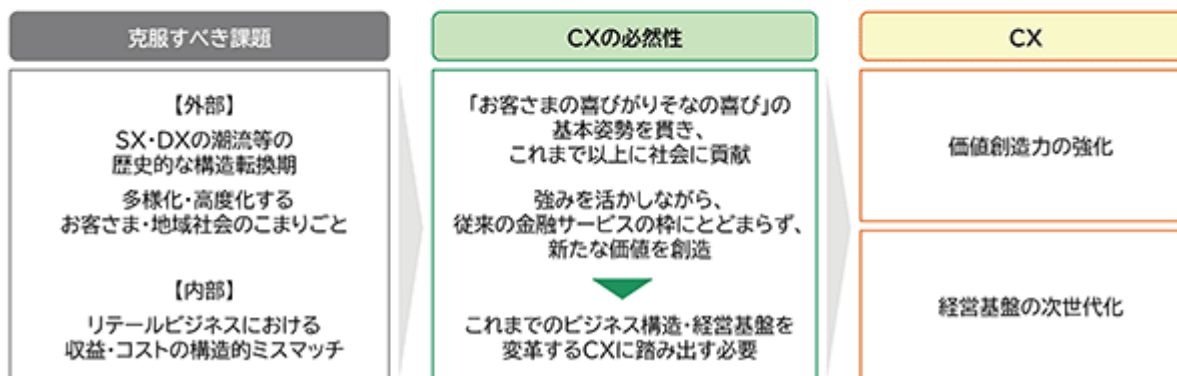 克服すべき課題
【外部】
SX・DXの潮流等の
歴史的な構造転換期
多様化・高度化する
お客さま・地域社会のこまりごと
【内部】
リテールビジネスにおける
収益・コストの構造的ミスマッチ
CXの必然性
「お客さまの喜びがりそなの喜び」の
基本姿勢を貫き、
これまで以上に社会に貢献
強みを活かしながら、
従来の金融サービスの枠にとどまらず、
新たな価値を創造
これまでのビジネス構造・経営基盤を
変革するCXに踏み出す必要
CX
価値創造力の強化
経営基盤の次世代化